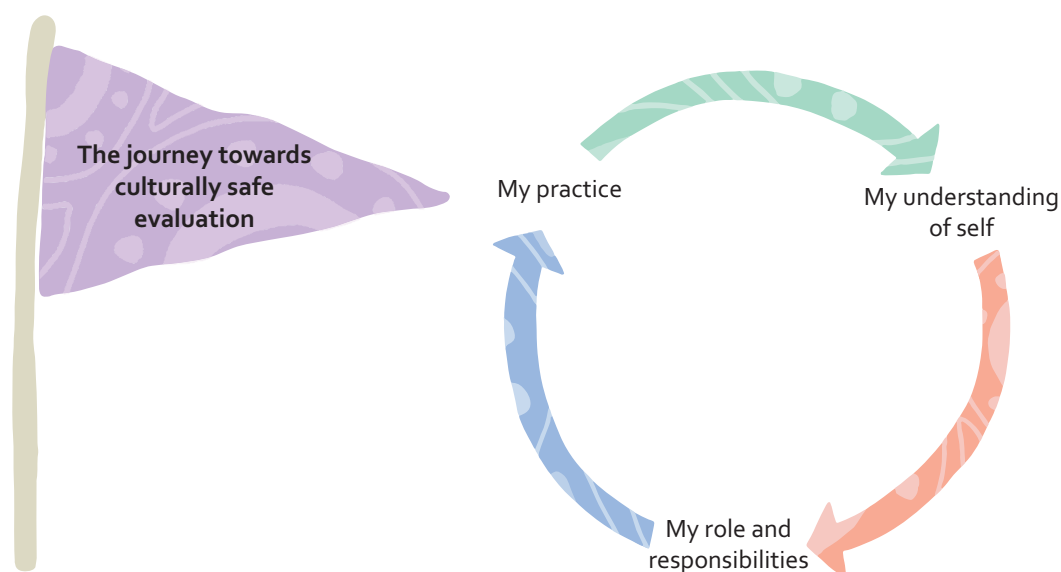 The journey towards
culturally safe
evaluation
My practice
My understanding
of self
My role and
responsibilities